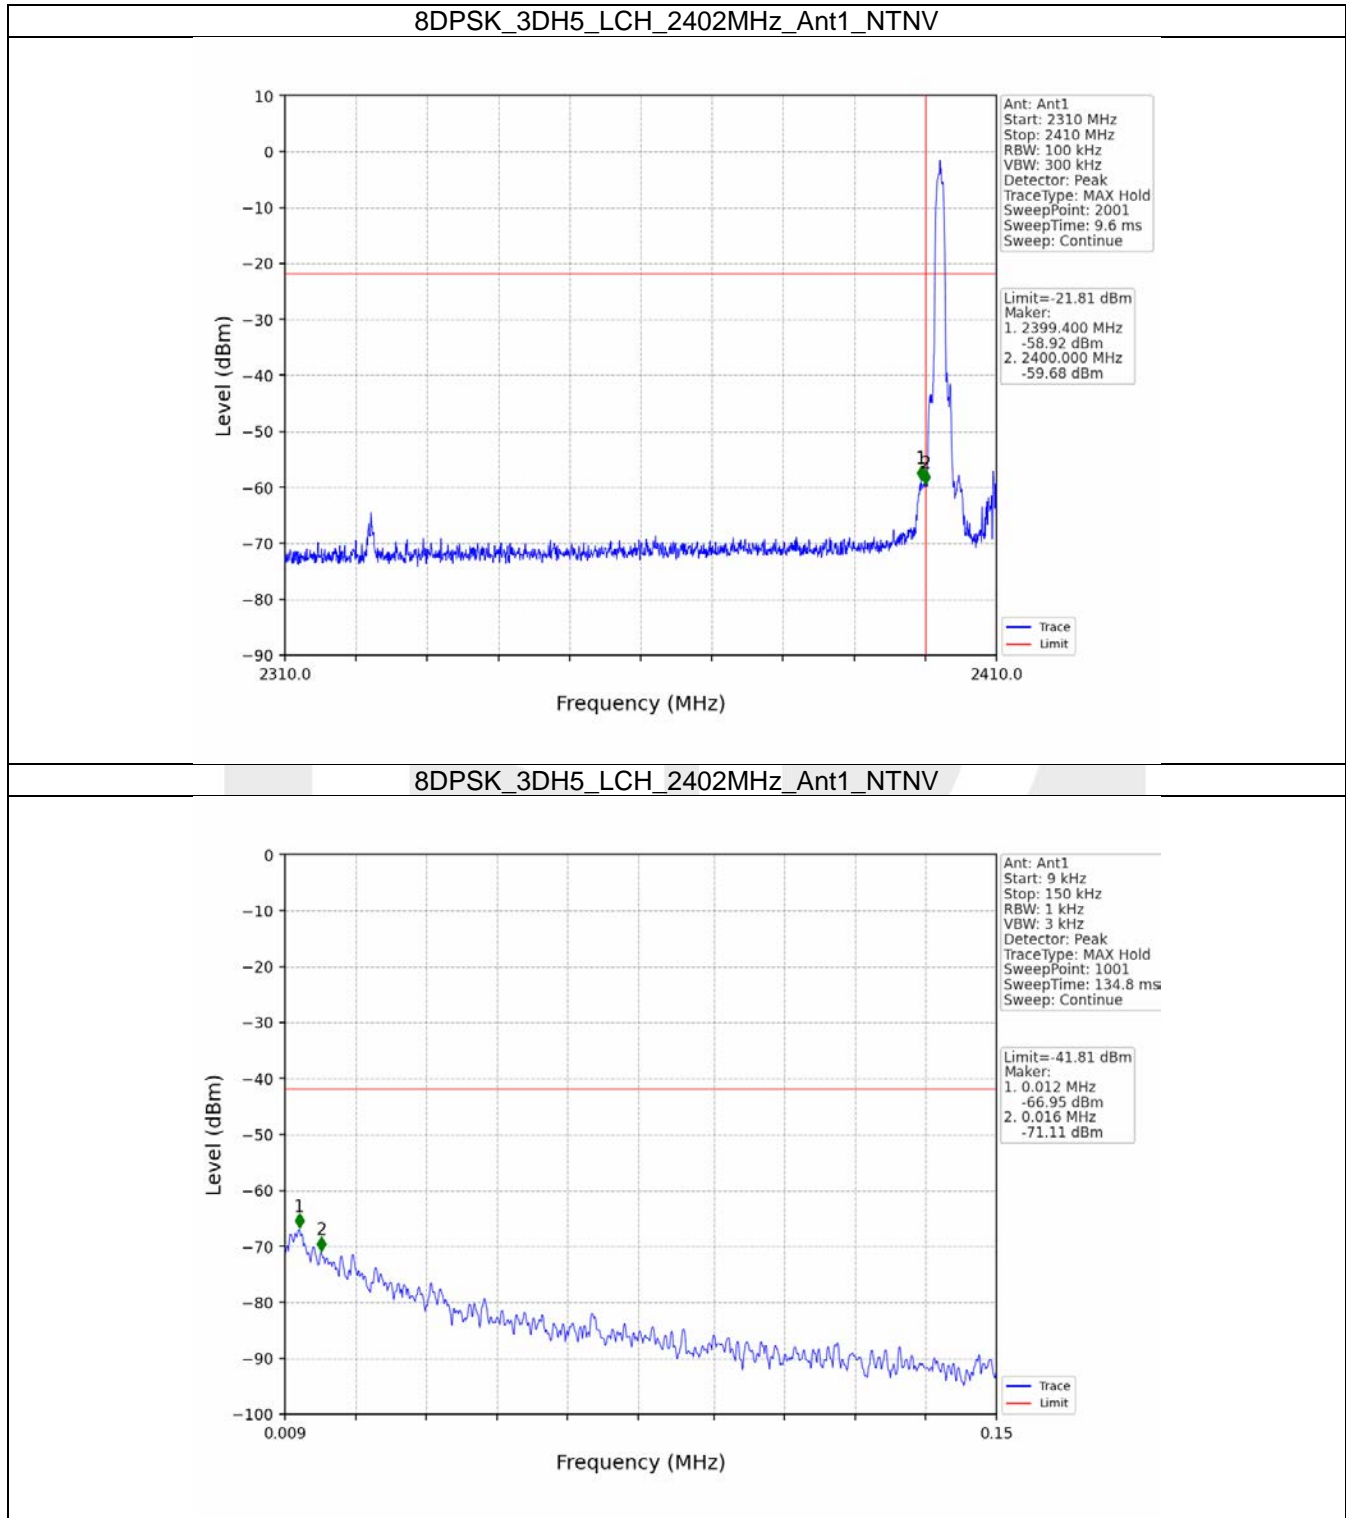 8DPSK_3DH5_LCH_2402MHz_Ant1_NTNV
10
0
−10
−20
−30
−40
−50
−60
−70
−80
−90
Level (dBm)
1
2
2310.0
2410.0
Frequency (MHz)
Ant: Ant1
Start: 2310 MHz
Stop: 2410 MHz
RBW: 100 kHz
VBW: 300 kHz
Detector: Peak
TraceType: MAX Hold
SweepPoint: 2001
SweepTime: 9.6 ms
Sweep: Continue
Limit=-21.81 dBm
Maker:
1. 2399.400 MHz
-58.92 dBm
2. 2400.000 MHz
-59.68 dBm
Trace
Limit
8DPSK_3DH5_LCH_2402MHz_Ant1_NTNV
0
−10
−20
−30
−40
−50
−60
−70
−80
−90
−100
Level (dBm)
1
2
0.009
0.15
Frequency (MHz)
Ant: Ant1
Start: 9 kHz
Stop: 150 kHz
RBW: 1 kHz
VBW: 3 kHz
Detector: Peak
TraceType: MAX Hold
SweepPoint: 1001
SweepTime: 134.8 ms
Sweep: Continue
Limit=-41.81 dBm
Maker:
1. 0.012 MHz
-66.95 dBm
2. 0.016 MHz
-71.11 dBm
Trace
Limit